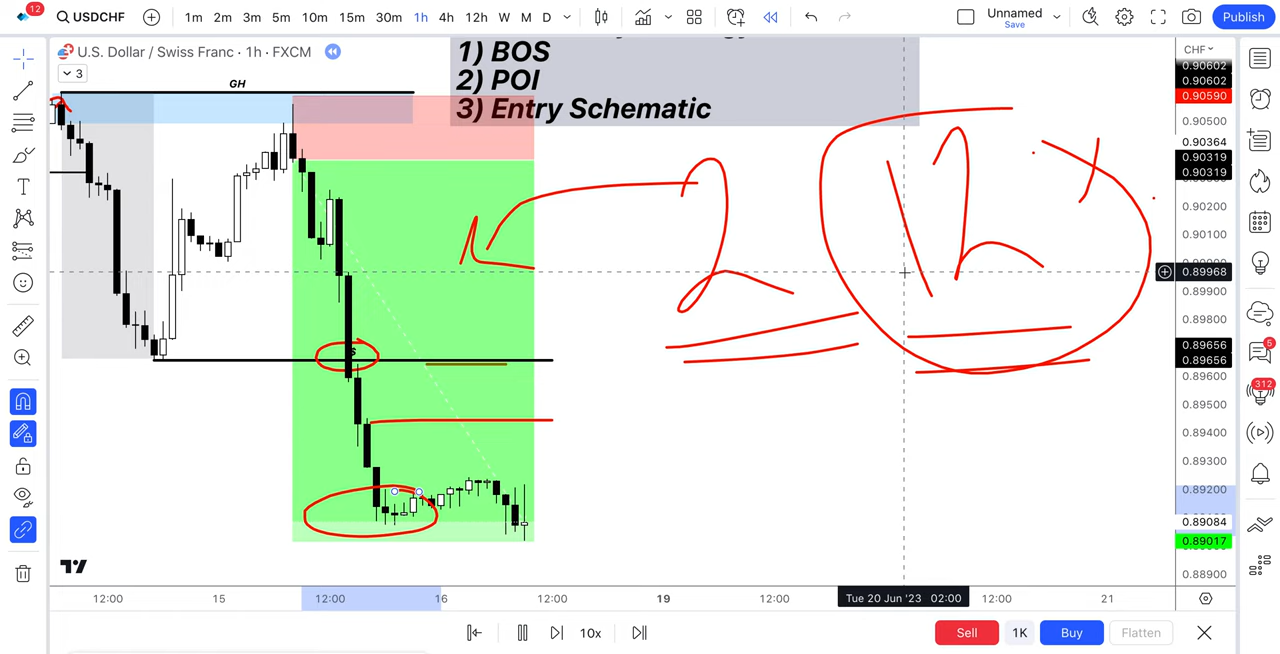 12
USDCHF
1m 2m 3m 5m 10m 15m 30m 1h 4h 12h W M D
Unnamed
Save
Publish
U.S. Dollar / Swiss Franc · 1h · FXCM
3
GH
1) BOS
2) POI
3) Entry Schematic
2
12
CHF
0.90602
0.90602
0.90590
0.90500
0.90364
0.90319
0.90319
0.90200
0.90100
0.89968
0.89900
0.89800
0.89656
0.89656
0.89600
0.89500
0.89400
0.89300
0.89200
0.89084
0.89017
0.88900
5
312
12:00 15 12:00 16 12:00 19 12:00 Tue 20 Jun '23 02:00 12:00 21
10x
Sell 1K Buy Flatten